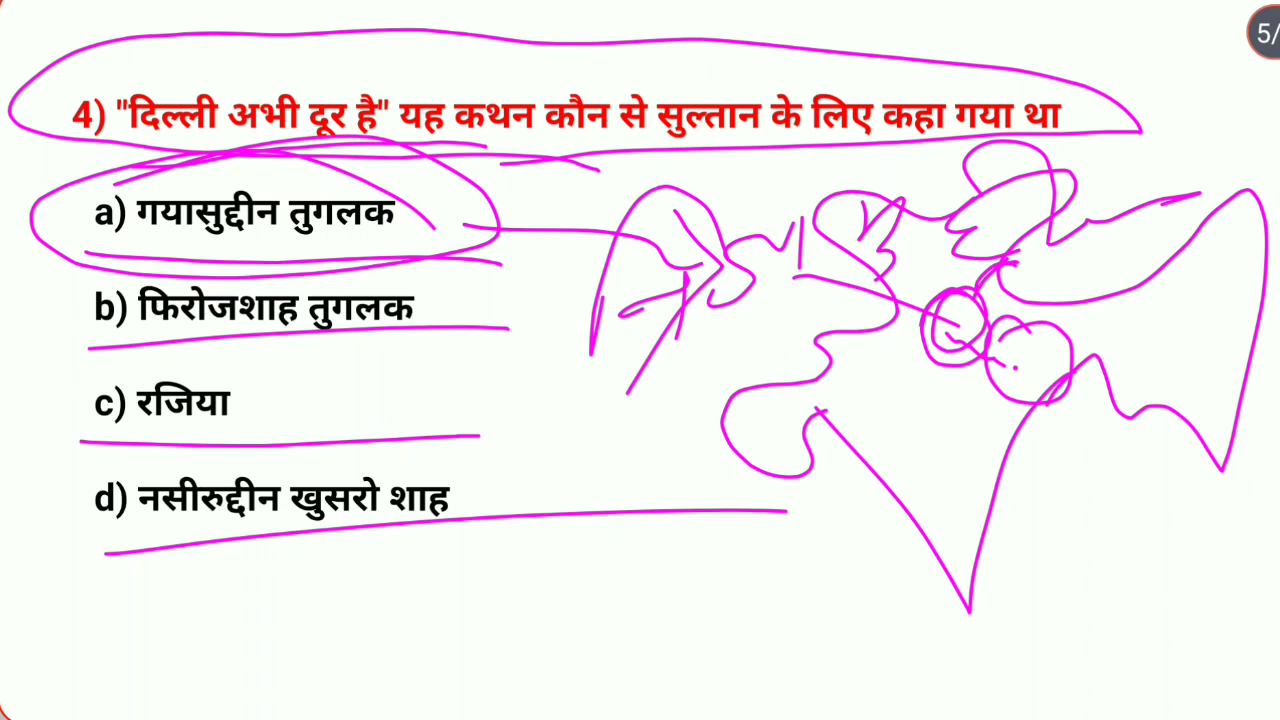 5/
4) "दिल्ली अभी दूर है" यह कथन कौन से सुल्तान के लिए कहा गया था
a) गयासुद्दीन तुगलक
b) फिरोजशाह तुगलक
c) रजिया
d) नसीरुद्दीन खुसरो शाह